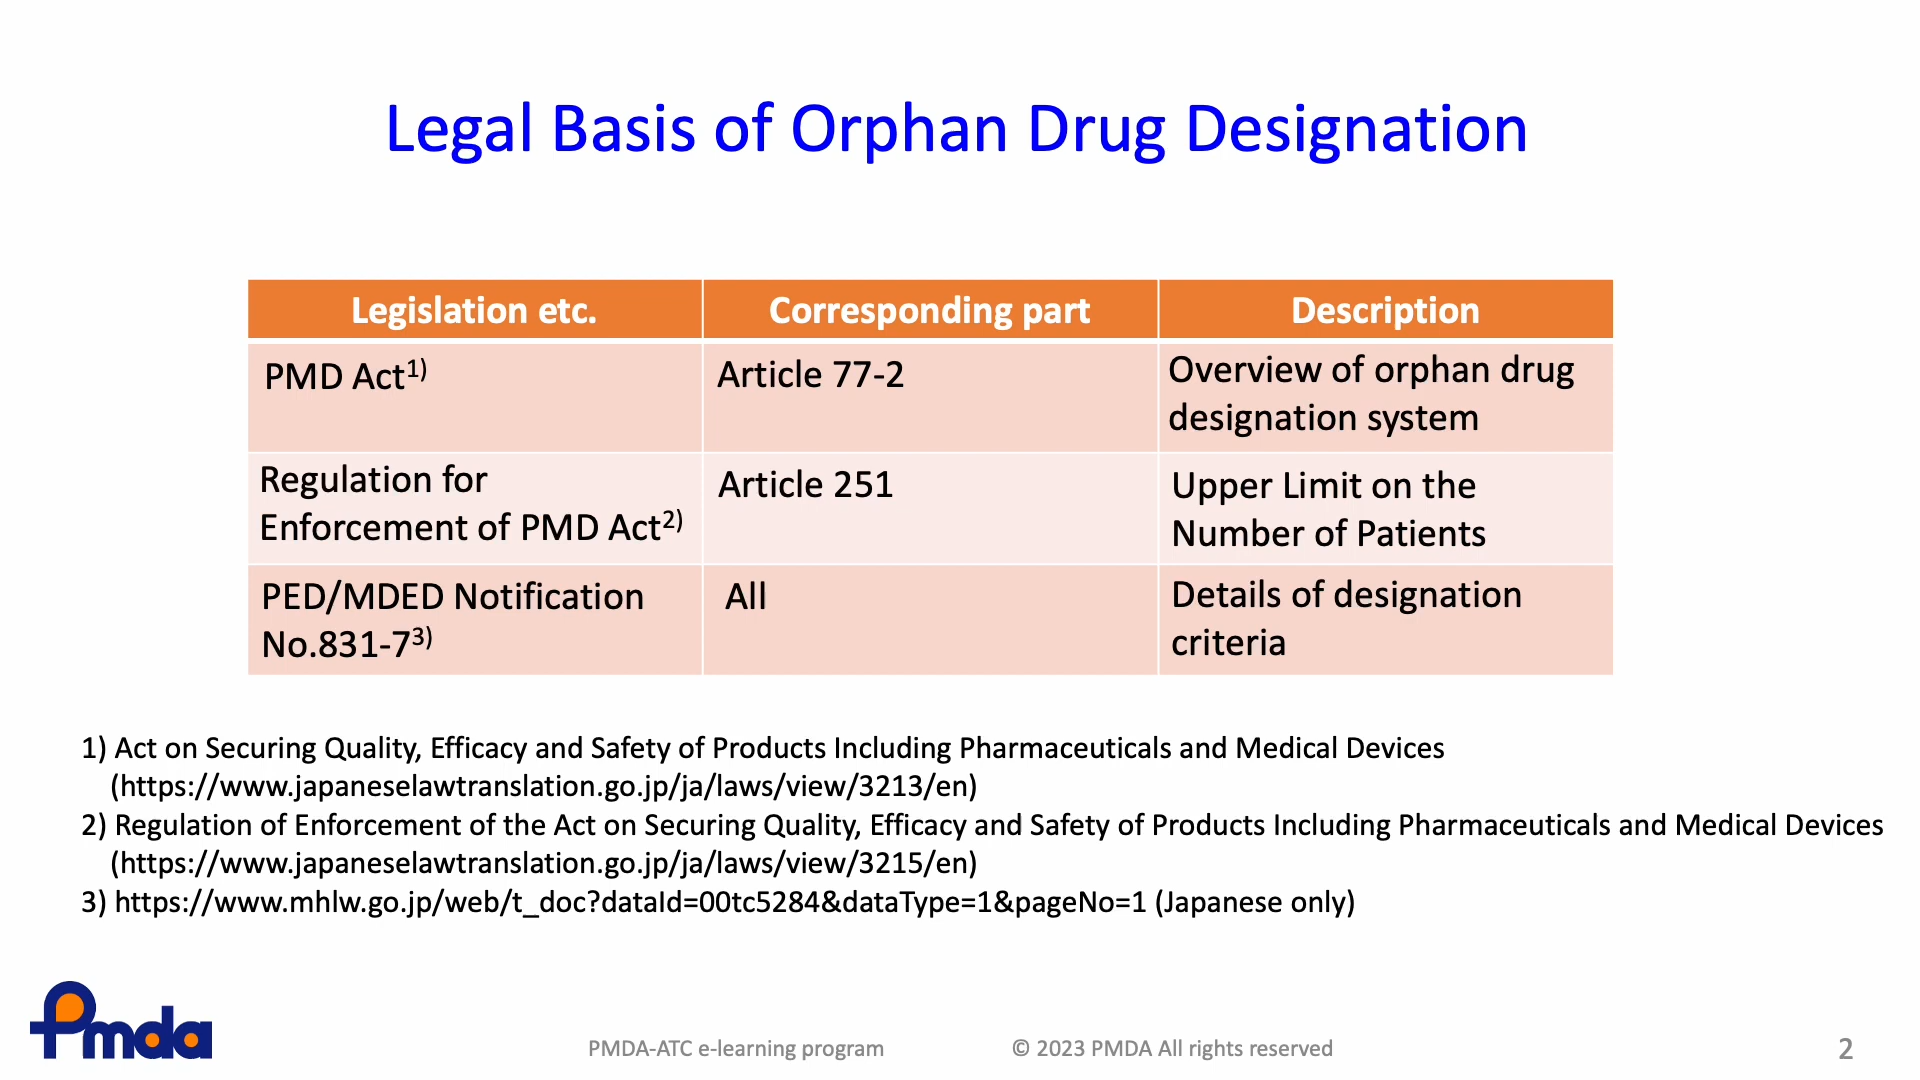 Legal Basis of Orphan Drug Designation
Legislation etc. Corresponding part Description
PMD Act1) Article 77-2 Overview of orphan drug
designation system
Regulation for
Enforcement of PMD Act2) Article 251 Upper Limit on the
Number of Patients
PED/MDED Notification
No.831-73) All Details of designation
criteria
1) Act on Securing Quality, Efficacy and Safety of Products Including Pharmaceuticals and Medical Devices
(https://www.japaneselawtranslation.go.jp/ja/laws/view/3213/en)
2) Regulation of Enforcement of the Act on Securing Quality, Efficacy and Safety of Products Including Pharmaceuticals and Medical Devices
(https://www.japaneselawtranslation.go.jp/ja/laws/view/3215/en)
3) https://www.mhlw.go.jp/web/t_doc?dataId=00tc5284&dataType=1&pageNo=1 (Japanese only)
Pmda
PMDA-ATC e-learning program © 2023 PMDA All rights reserved 2